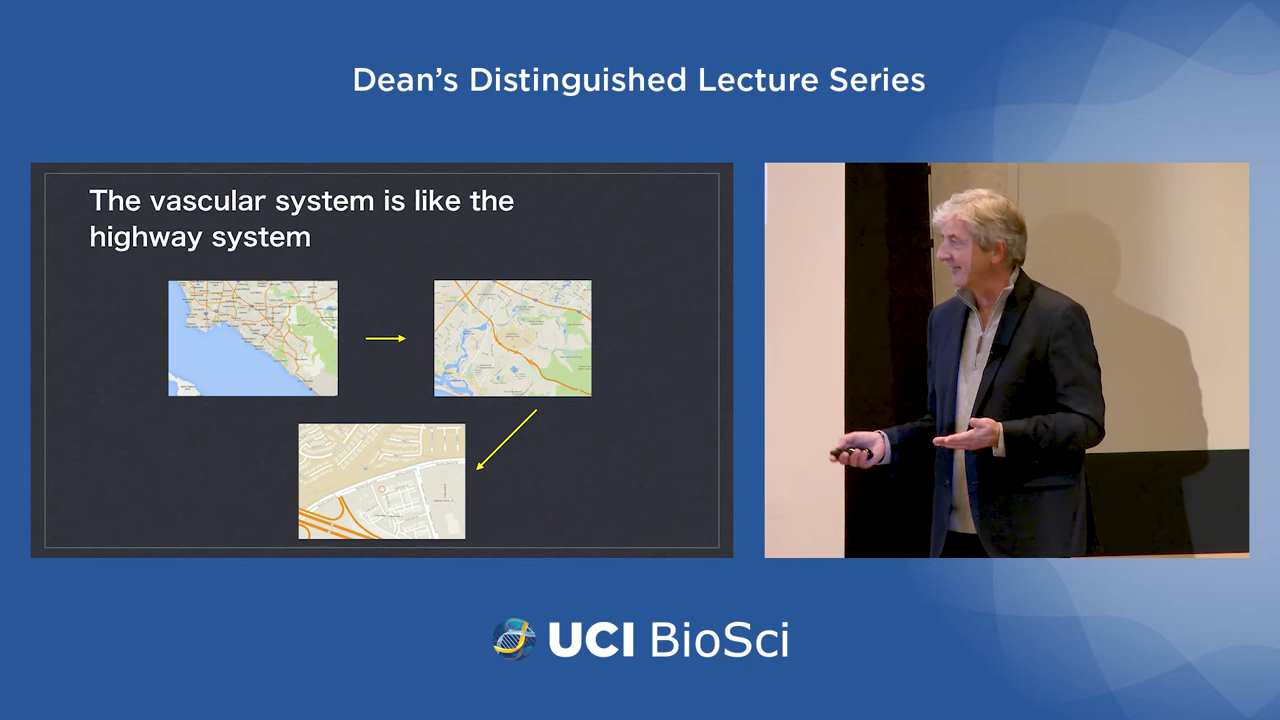 Dean’s Distinguished Lecture Series
The vascular system is like the
highway system
UCI BioSci